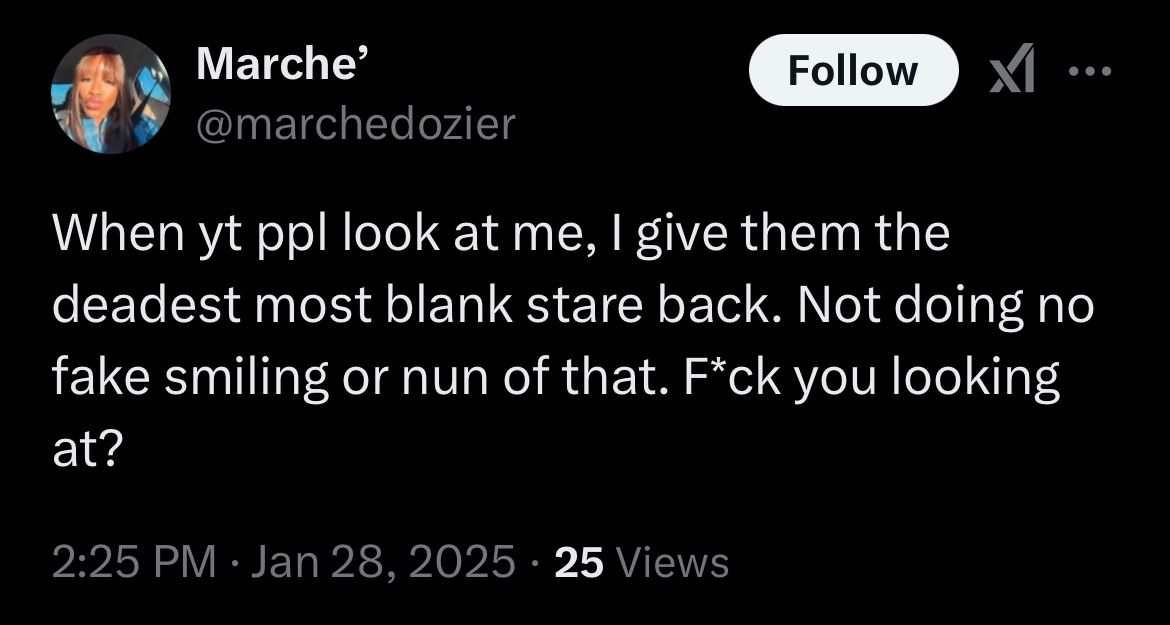 Marche’
@marchedozier
Follow
When yt ppl look at me, I give them the
deadest most blank stare back. Not doing no
fake smiling or nun of that. F*ck you looking
at?
2:25 PM · Jan 28, 2025 · 25 Views